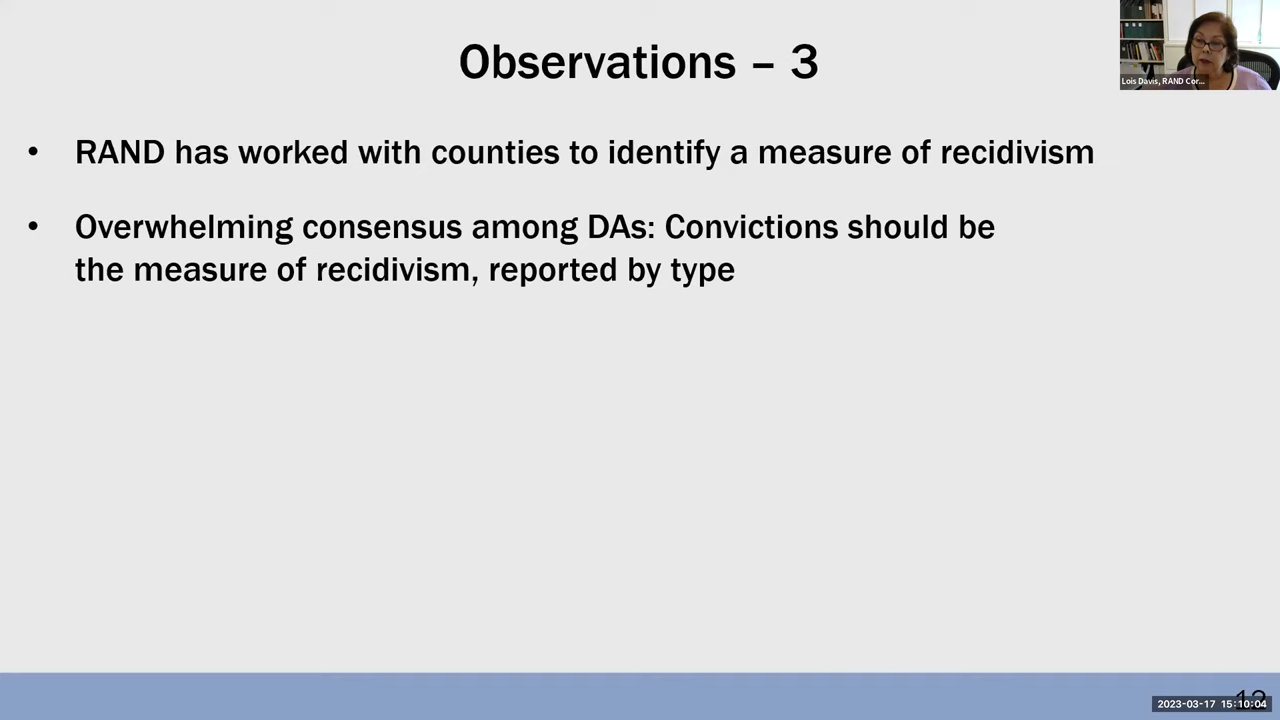 Observations – 3
Lois Davis, RAND Cor...
• RAND has worked with counties to identify a measure of recidivism
• Overwhelming consensus among DAs: Convictions should be
the measure of recidivism, reported by type
12
2023-03-17 15:10:04